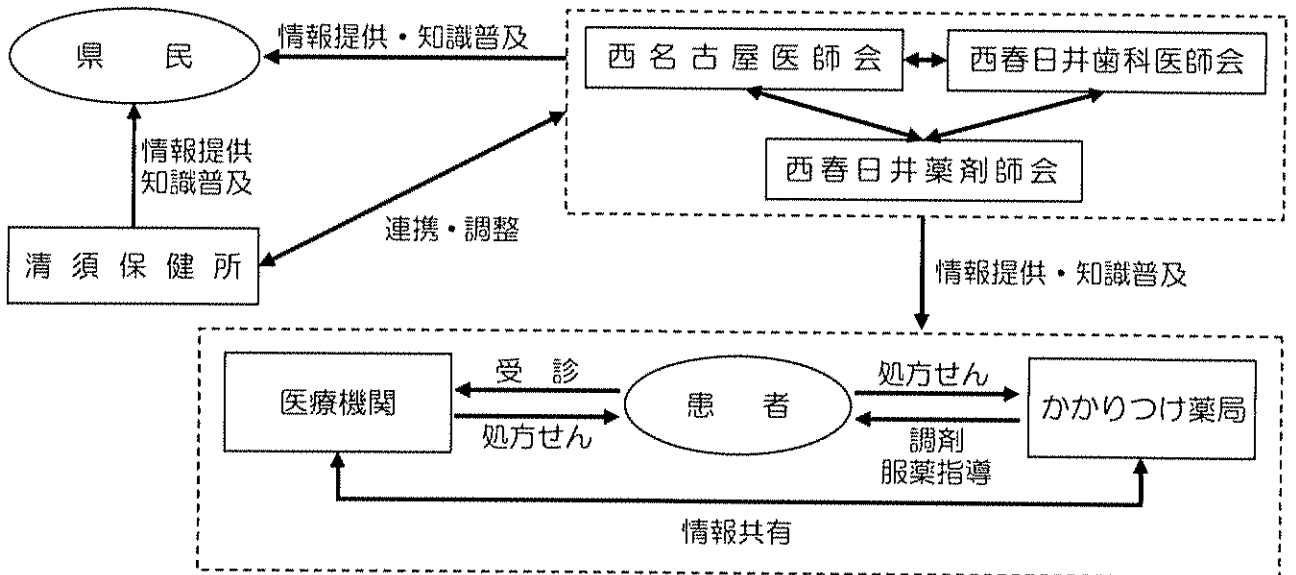 県民
情報提供・知識普及
西名古屋医師会
西春日井歯科医師会
西春日井薬剤師会
情報提供
知識普及
清須保健所
連携・調整
情報提供・知識普及
医療機関
受診
処方せん
患者
処方せん
調剤
服薬指導
かかりつけ薬局
情報共有